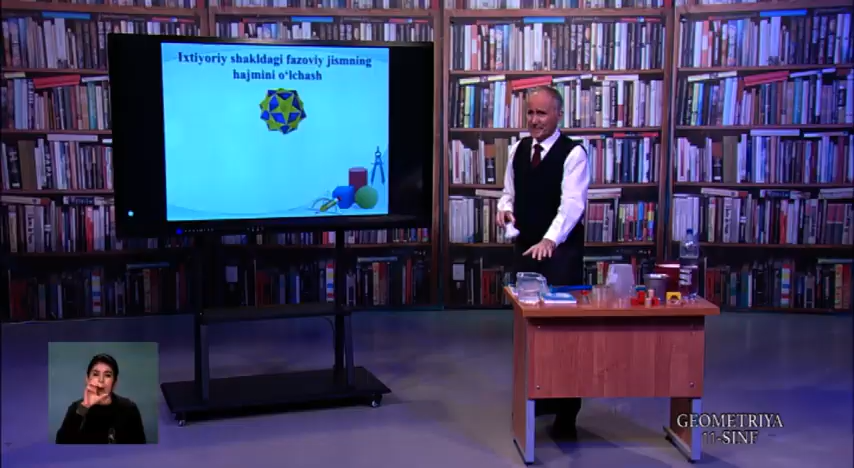 Ixtiyoriy shakldagi fazoviy jismning
hajmini o‘lchash
GEOMETRIYA
11-SINF